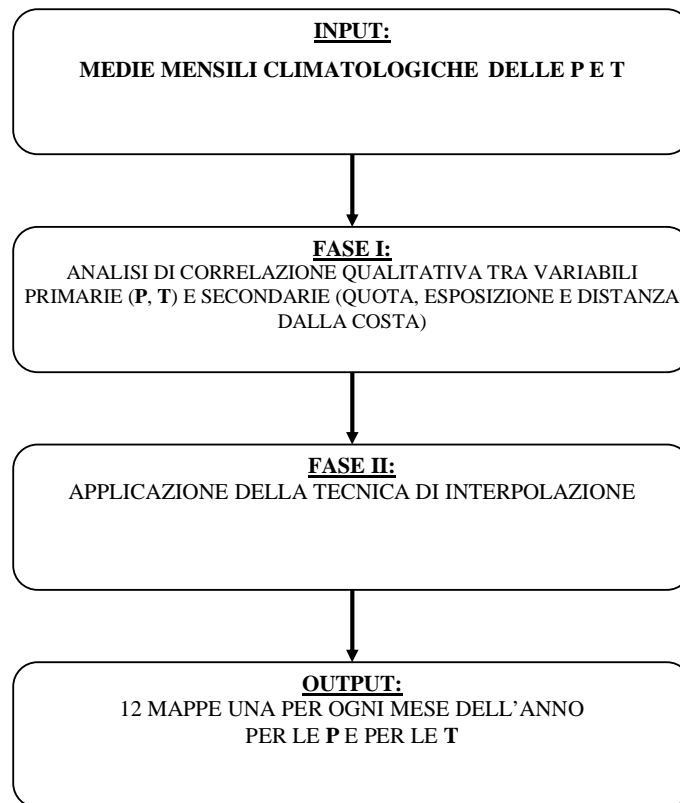 INPUT:
MEDIE MENSILI CLIMATOLOGICHE DELLE P E T
FASE I:
ANALISI DI CORRELAZIONE QUALITATIVA TRA VARIABILI
PRIMARIE (P, T) E SECONDARIE (QUOTA, ESPOSIZIONE E DISTANZA
DALLA COSTA)
FASE II:
APPLICAZIONE DELLA TECNICA DI INTERPOLAZIONE
OUTPUT:
12 MAPPE UNA PER OGNI MESE DELL’ANNO
PER LE P E PER LE T